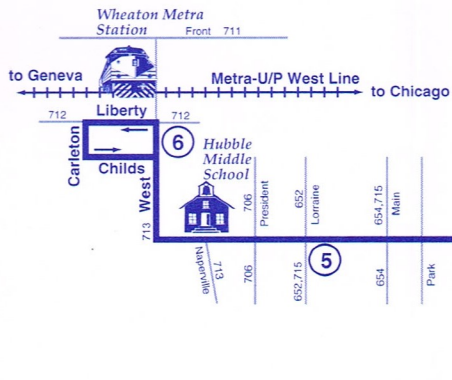 Wheaton Metra
Station
Front 711
to Geneva
Metra-U/P West Line
to Chicago
712
Liberty
712
Carleton
6
Childs
West
713
Hubble
Middle
School
706
President
652
Lorraine
654,715
Main
Naperville
713
706
652,715
5
654
Park